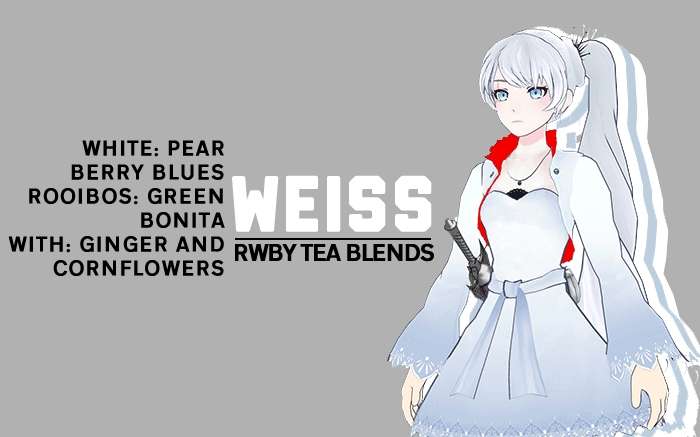 WHITE: PEAR
BERRY BLUES
ROOIBOS: GREEN
BONITA
WITH: GINGER AND
CORNFLOWERS
WEISS
RWBY TEA BLENDS